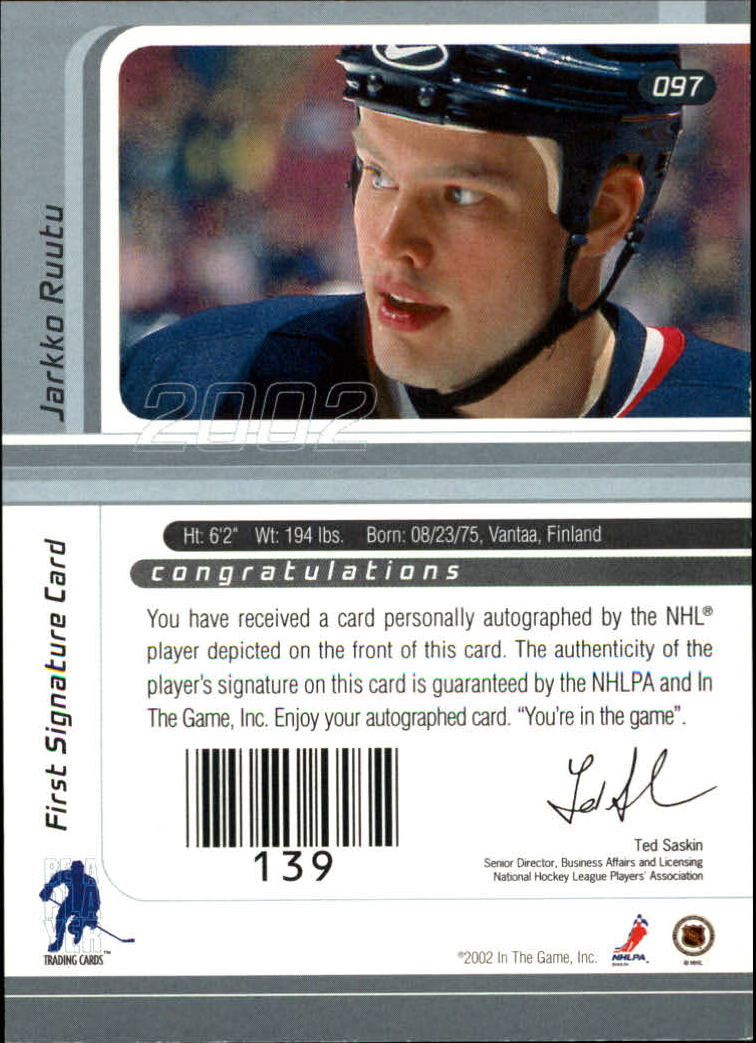 097
Jarkko Ruutu
2002
First Signature Card
Ht: 6'2" Wt: 194 lbs. Born: 08/23/75, Vantaa, Finland
congratulations
You have received a card personally autographed by the NHL®
player depicted on the front of this card. The authenticity of the
player's signature on this card is guaranteed by the NHLPA and In
The Game, Inc. Enjoy your autographed card. "You're in the game".
139
Ted Saskin
Senior Director, Business Affairs and Licensing
National Hockey League Players' Association
BE A
PLAYER
TRADING CARDS™
©2002 In The Game, Inc.
NHLPA
© NHL